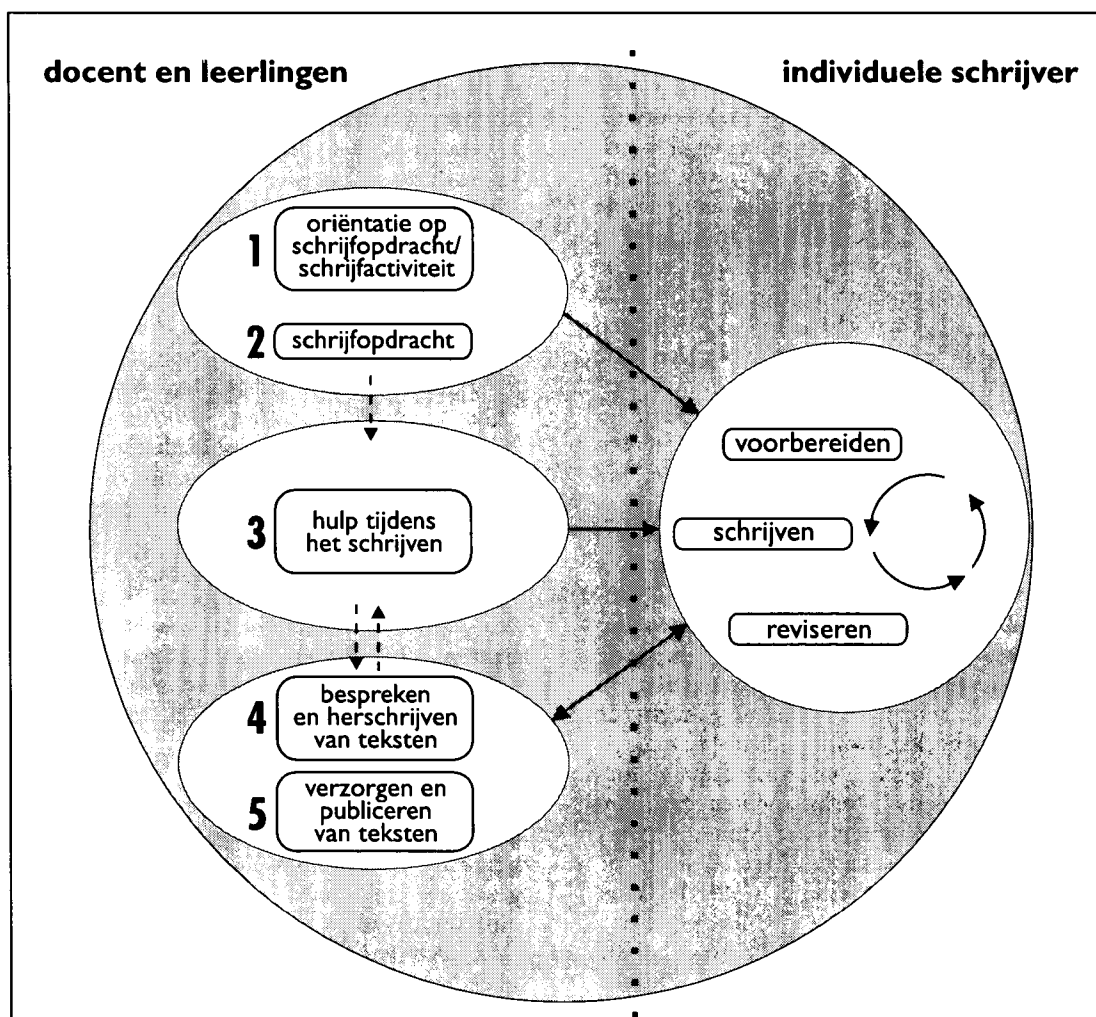 docent en leerlingen
individuele schrijver
1
oriëntatie op
schrijfopdracht/
schrijfactiviteit
2
schrijfopdracht
3
hulp tijdens
het schrijven
4
bespreken
en herschrijven
van teksten
5
verzorgen en
publiceren
van teksten
voorbereiden
schrijven
reviseren